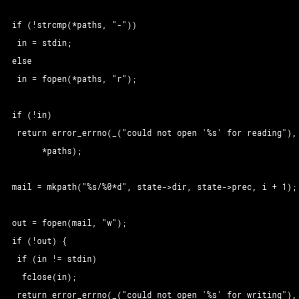 if (!strcmp(*paths, "-"))
in = stdin;
else
in = fopen(*paths, "r");
if (!in)
return error_errno(_("could not open '%s' for reading"),
*paths);
mail = mkpath("%s/%0*d", state->dir, state->prec, i + 1);
out = fopen(mail, "w");
if (!out) {
if (in != stdin)
fclose(in);
return error_errno(_("could not open '%s' for writing"),